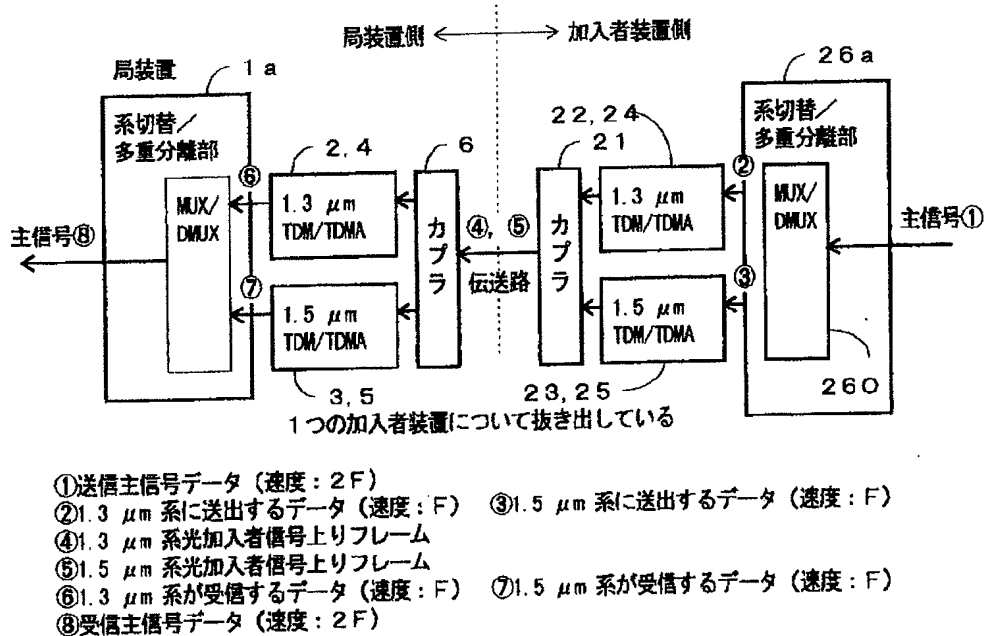 局装置側 加入者装置側
局装置 1a
26a
系切替/
多重分離部
系切替/
多重分離部
2,4
6
21
22,24
⑥
②
MUX/
DMUX
1.3 μm
TDM/TDMA
カプラ
④, ⑤
伝送路
カプラ
1.3 μm
TDM/TDMA
MUX/
DMUX
主信号⑧
主信号①
⑦
③
1.5 μm
TDM/TDMA
1.5 μm
TDM/TDMA
3,5
23,25
260
1つの加入者装置について抜き出している
①送信主信号データ(速度:2F)
②1.3 μm 系に送出するデータ(速度:F) ③1.5 μm 系に送出するデータ(速度:F)
④1.3 μm 系光加入者信号上りフレーム
⑤1.5 μm 系光加入者信号上りフレーム
⑥1.3 μm 系が受信するデータ(速度:F) ⑦1.5 μm 系が受信するデータ(速度:F)
⑧受信主信号データ(速度:2F)